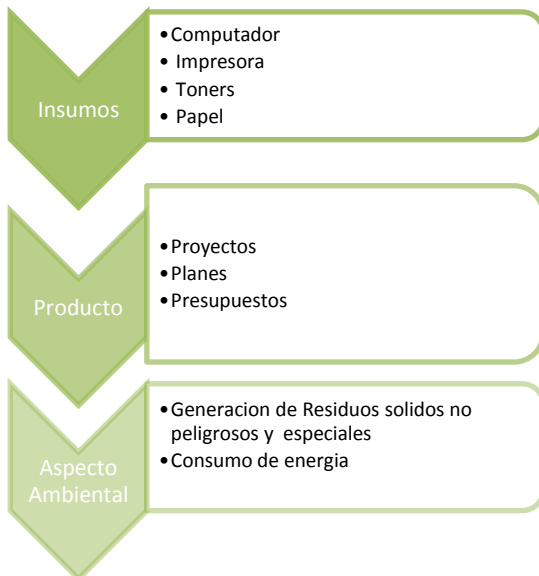 Insumos
•Computador
• Impresora
• Toners
• Papel
Producto
•Proyectos
•Planes
•Presupuestos
Aspecto
Ambiental
•Generacion de Residuos solidos no
peligrosos y especiales
•Consumo de energia